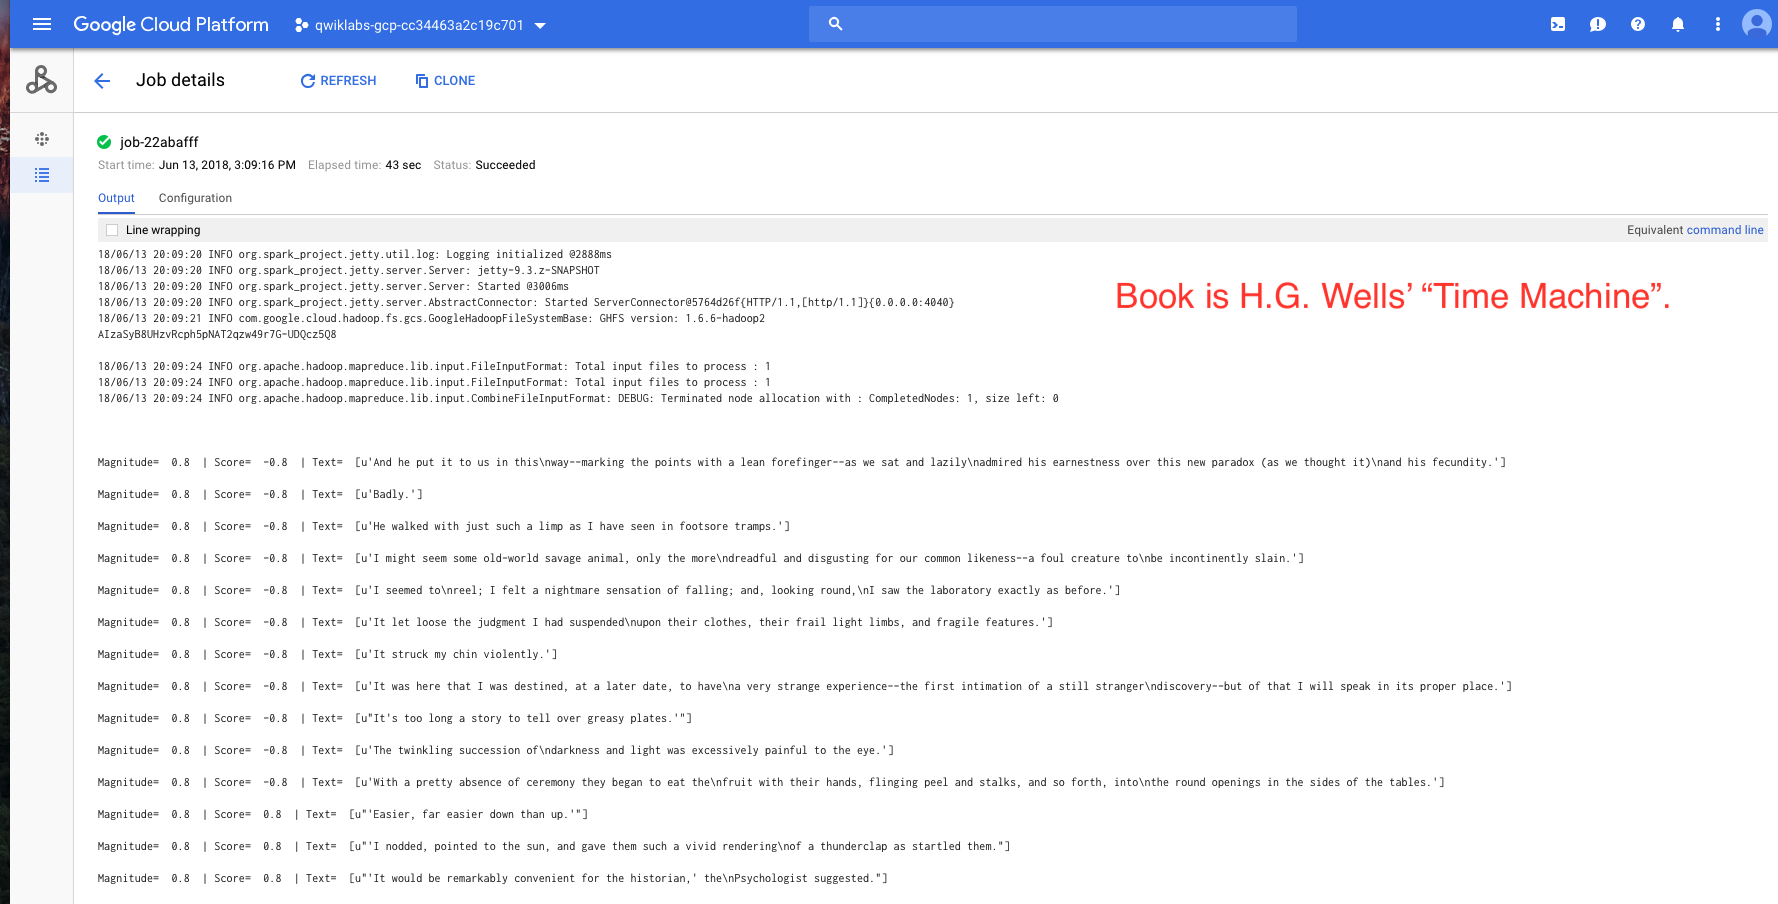 Google Cloud Platform qwiklabs-gcp-cc34463a2c19c701
Job details REFRESH CLONE
job-22abafff
Start time: Jun 13, 2018, 3:09:16 PM Elapsed time: 43 sec Status: Succeeded
Output Configuration
Line wrapping Equivalent command line
18/06/13 20:09:20 INFO org.spark_project.jetty.util.log: Logging initialized @2888ms
18/06/13 20:09:20 INFO org.spark_project.jetty.server.Server: jetty-9.3.z-SNAPSHOT
18/06/13 20:09:20 INFO org.spark_project.jetty.server.Server: Started @3006ms
18/06/13 20:09:20 INFO org.spark_project.jetty.server.AbstractConnector: Started ServerConnector@5764d26f{HTTP/1.1,[http/1.1]}{0.0.0.0:4040}
Book is H.G. Wells’ “Time Machine”.
18/06/13 20:09:21 INFO com.google.cloud.hadoop.fs.gcs.GoogleHadoopFileSystemBase: GHFS version: 1.6.6-hadoop2
AIzaSyB8UHzvRcph5pNAT2qzw49r7G-UDQcz5Q8
18/06/13 20:09:24 INFO org.apache.hadoop.mapreduce.lib.input.FileInputFormat: Total input files to process : 1
18/06/13 20:09:24 INFO org.apache.hadoop.mapreduce.lib.input.FileInputFormat: Total input files to process : 1
18/06/13 20:09:24 INFO org.apache.hadoop.mapreduce.lib.input.CombineFileInputFormat: DEBUG: Terminated node allocation with : CompletedNodes: 1, size left: 0
Magnitude= 0.8 | Score= -0.8 | Text= [u'And he put it to us in this\nway--marking the points with a lean forefinger--as we sat and lazily\nadmired his earnestness over this new paradox (as we thought it)\nand his fecundity.']
Magnitude= 0.8 | Score= -0.8 | Text= [u'Badly.']
Magnitude= 0.8 | Score= -0.8 | Text= [u'He walked with just such a limp as I have seen in footsore tramps.']
Magnitude= 0.8 | Score= -0.8 | Text= [u'I might seem some old-world savage animal, only the more\ndreadful and disgusting for our common likeness--a foul creature to\nbe incontinently slain.']
Magnitude= 0.8 | Score= -0.8 | Text= [u'I seemed to\nreel; I felt a nightmare sensation of falling; and, looking round,\nI saw the laboratory exactly as before.']
Magnitude= 0.8 | Score= -0.8 | Text= [u'It let loose the judgment I had suspended\nupon their clothes, their frail light limbs, and fragile features.']
Magnitude= 0.8 | Score= -0.8 | Text= [u'It struck my chin violently.']
Magnitude= 0.8 | Score= -0.8 | Text= [u'It was here that I was destined, at a later date, to have\na very strange experience--the first intimation of a still stranger\ndiscovery--but of that I will speak in its proper place.']
Magnitude= 0.8 | Score= -0.8 | Text= [u"It's too long a story to tell over greasy plates.'"]
Magnitude= 0.8 | Score= -0.8 | Text= [u'The twinkling succession of\ndarkness and light was excessively painful to the eye.']
Magnitude= 0.8 | Score= -0.8 | Text= [u'With a pretty absence of ceremony they began to eat the\nfruit with their hands, flinging peel and stalks, and so forth, into\nthe round openings in the sides of the tables.']
Magnitude= 0.8 | Score= 0.8 | Text= [u"'Easier, far easier down than up.'"]
Magnitude= 0.8 | Score= 0.8 | Text= [u"'I nodded, pointed to the sun, and gave them such a vivid rendering\nof a thunderclap as startled them."]
Magnitude= 0.8 | Score= 0.8 | Text= [u"'It would be remarkably convenient for the historian,' the\nPsychologist suggested."]